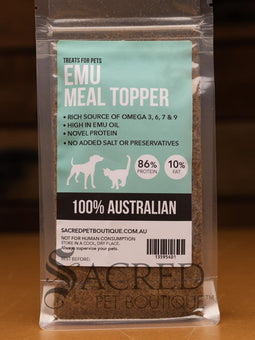 TREATS FOR PETS
EMU
MEAL TOPPER
• RICH SOURCE OF OMEGA 3, 6, 7 & 9
• HIGH IN EMU OIL
• NOVEL PROTEIN
• NO ADDED SALT OR PRESERVATIVES
86% PROTEIN
10% FAT
100% AUSTRALIAN
SACREDPETBOUTIQUE.COM.AU
NOT FOR HUMAN CONSUMPTION
STORE IN A COOL, DRY PLACE.
Always supervise your pets.
BEST BEFORE:
13595401
SACRED
PET BOUTIQUE™